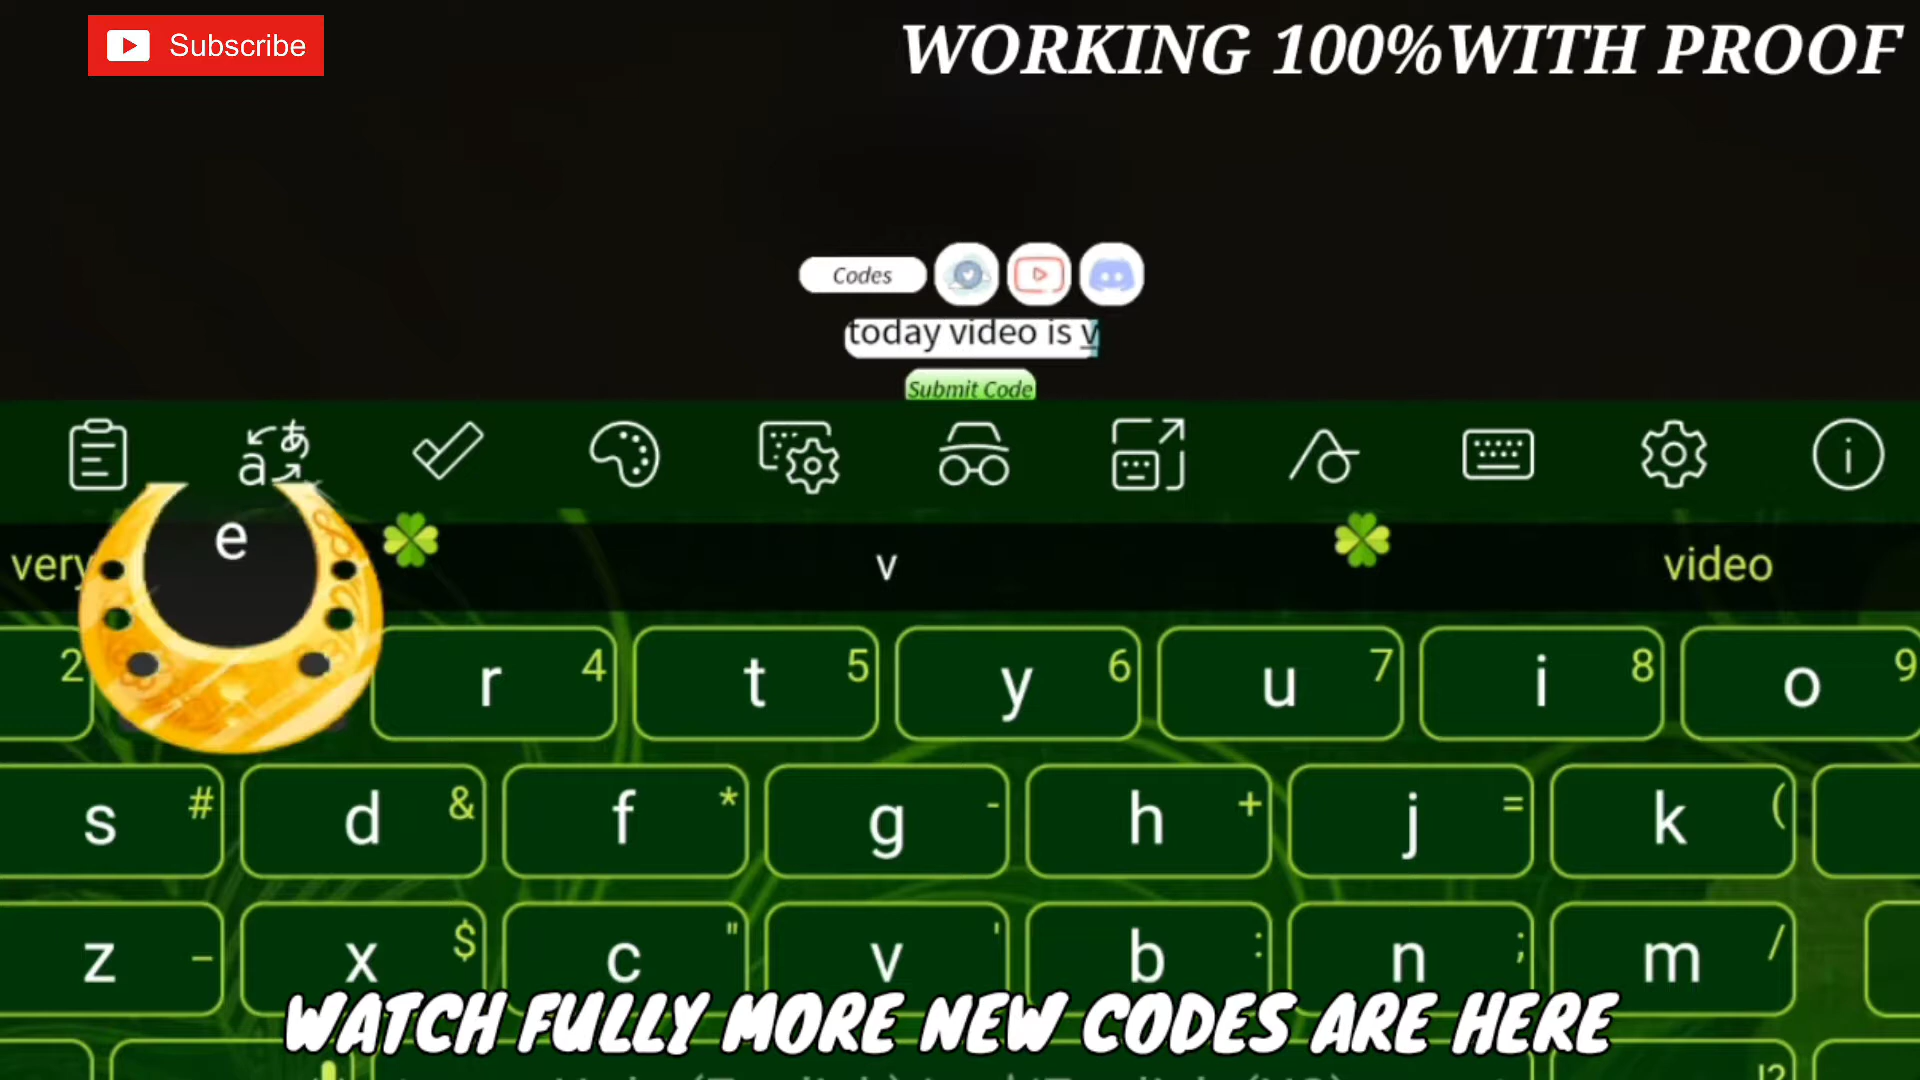 Subscribe
WORKING 100%WITH PROOF
Codes
today video is v
Submit Code
a あ
very
e
v
video
2 r 4 t 5 y 6 u 7 i 8 o 9
s # d & f * g - h + j = k (
z _ x $ c " v ' b : n ; m /
WATCH FULLY MORE NEW CODES ARE HERE
!?